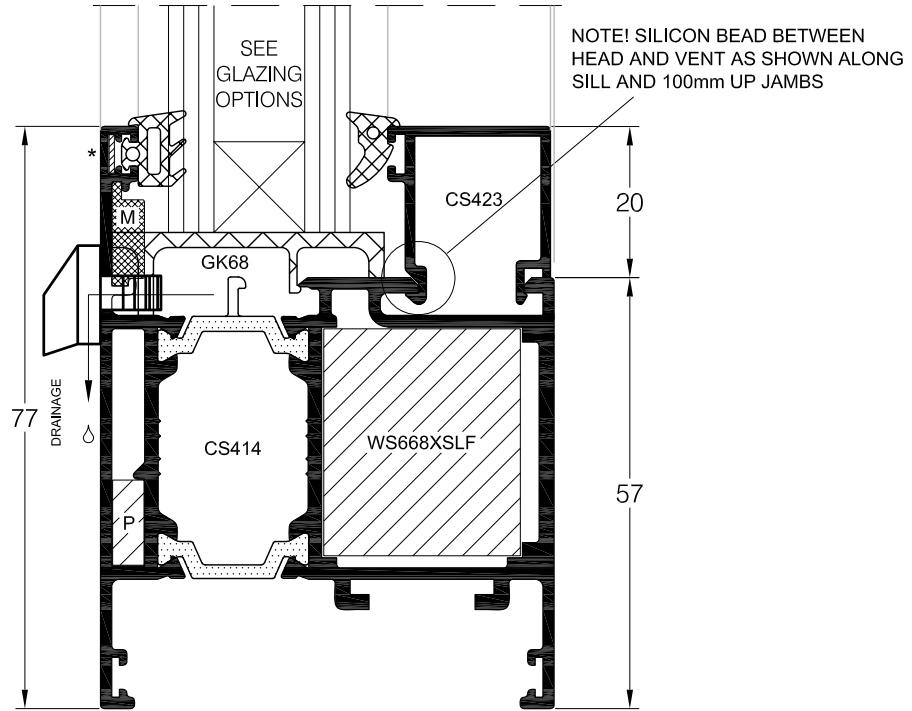 NOTE! SILICON BEAD BETWEEN
HEAD AND VENT AS SHOWN ALONG
SILL AND 100mm UP JAMBS
SEE
GLAZING
OPTIONS
*
CS423
20
M
GK68
77
DRAINAGE
CS414
WS668XSLF
57
P